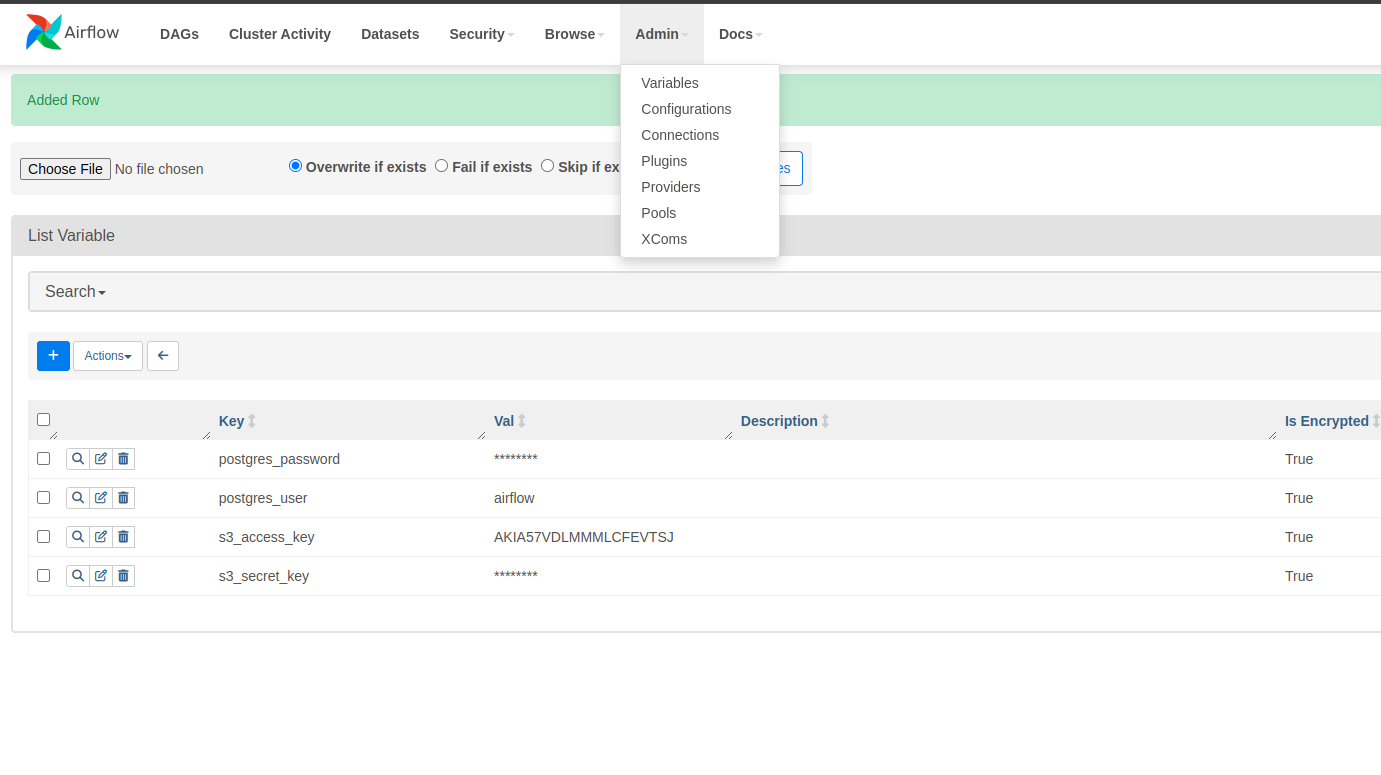 Airflow DAGs Cluster Activity Datasets Security Browse Admin Docs
Added Row
Variables
Configurations
Connections
Plugins
Providers
Pools
XComs
Choose File No file chosen Overwrite if exists Fail if exists Skip if ex es
List Variable
Search
+ Actions
Key Val Description Is Encrypted
postgres_password ******** True
postgres_user airflow True
s3_access_key AKIA57VDLMMMLCFEVTSJ True
s3_secret_key ******** True